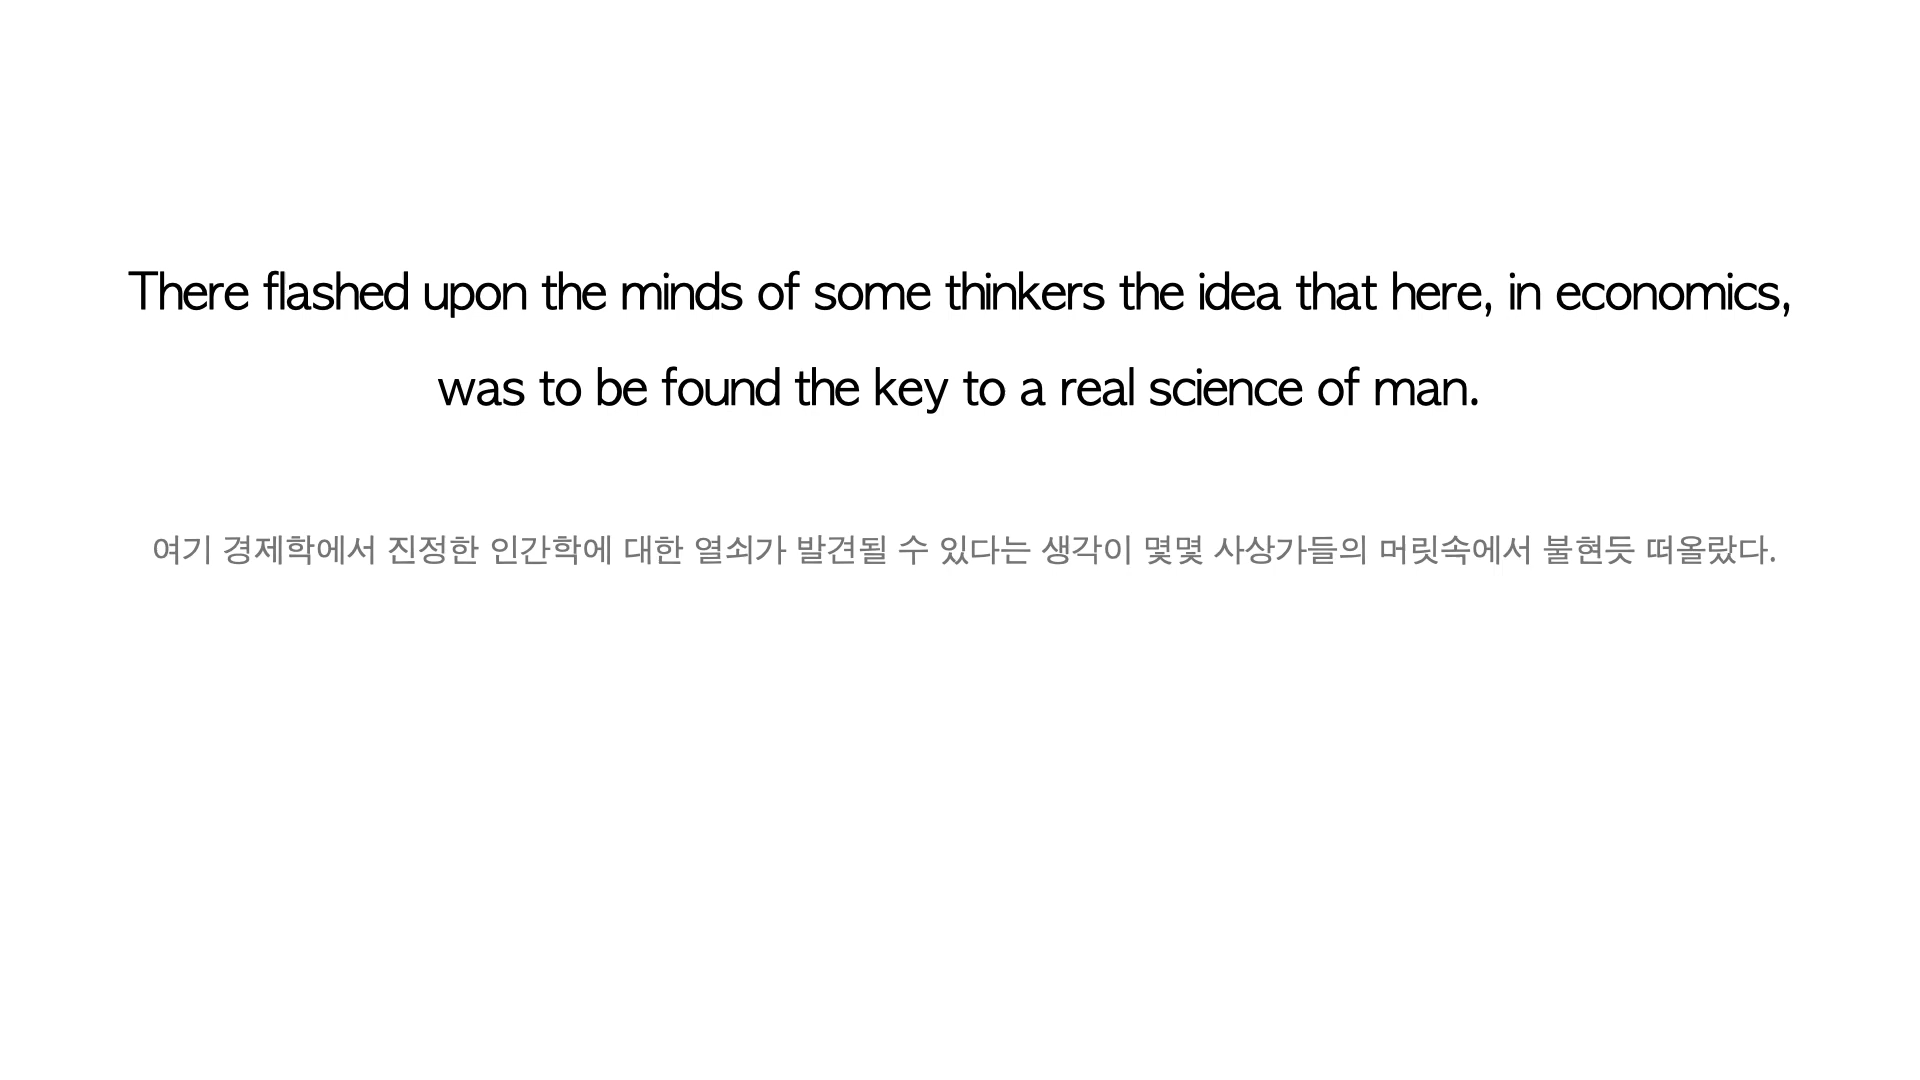 There flashed upon the minds of some thinkers the idea that here, in economics,
was to be found the key to a real science of man.
여기 경제학에서 진정한 인간학에 대한 열쇠가 발견될 수 있다는 생각이 몇몇 사상가들의 머릿속에서 불현듯 떠올랐다.